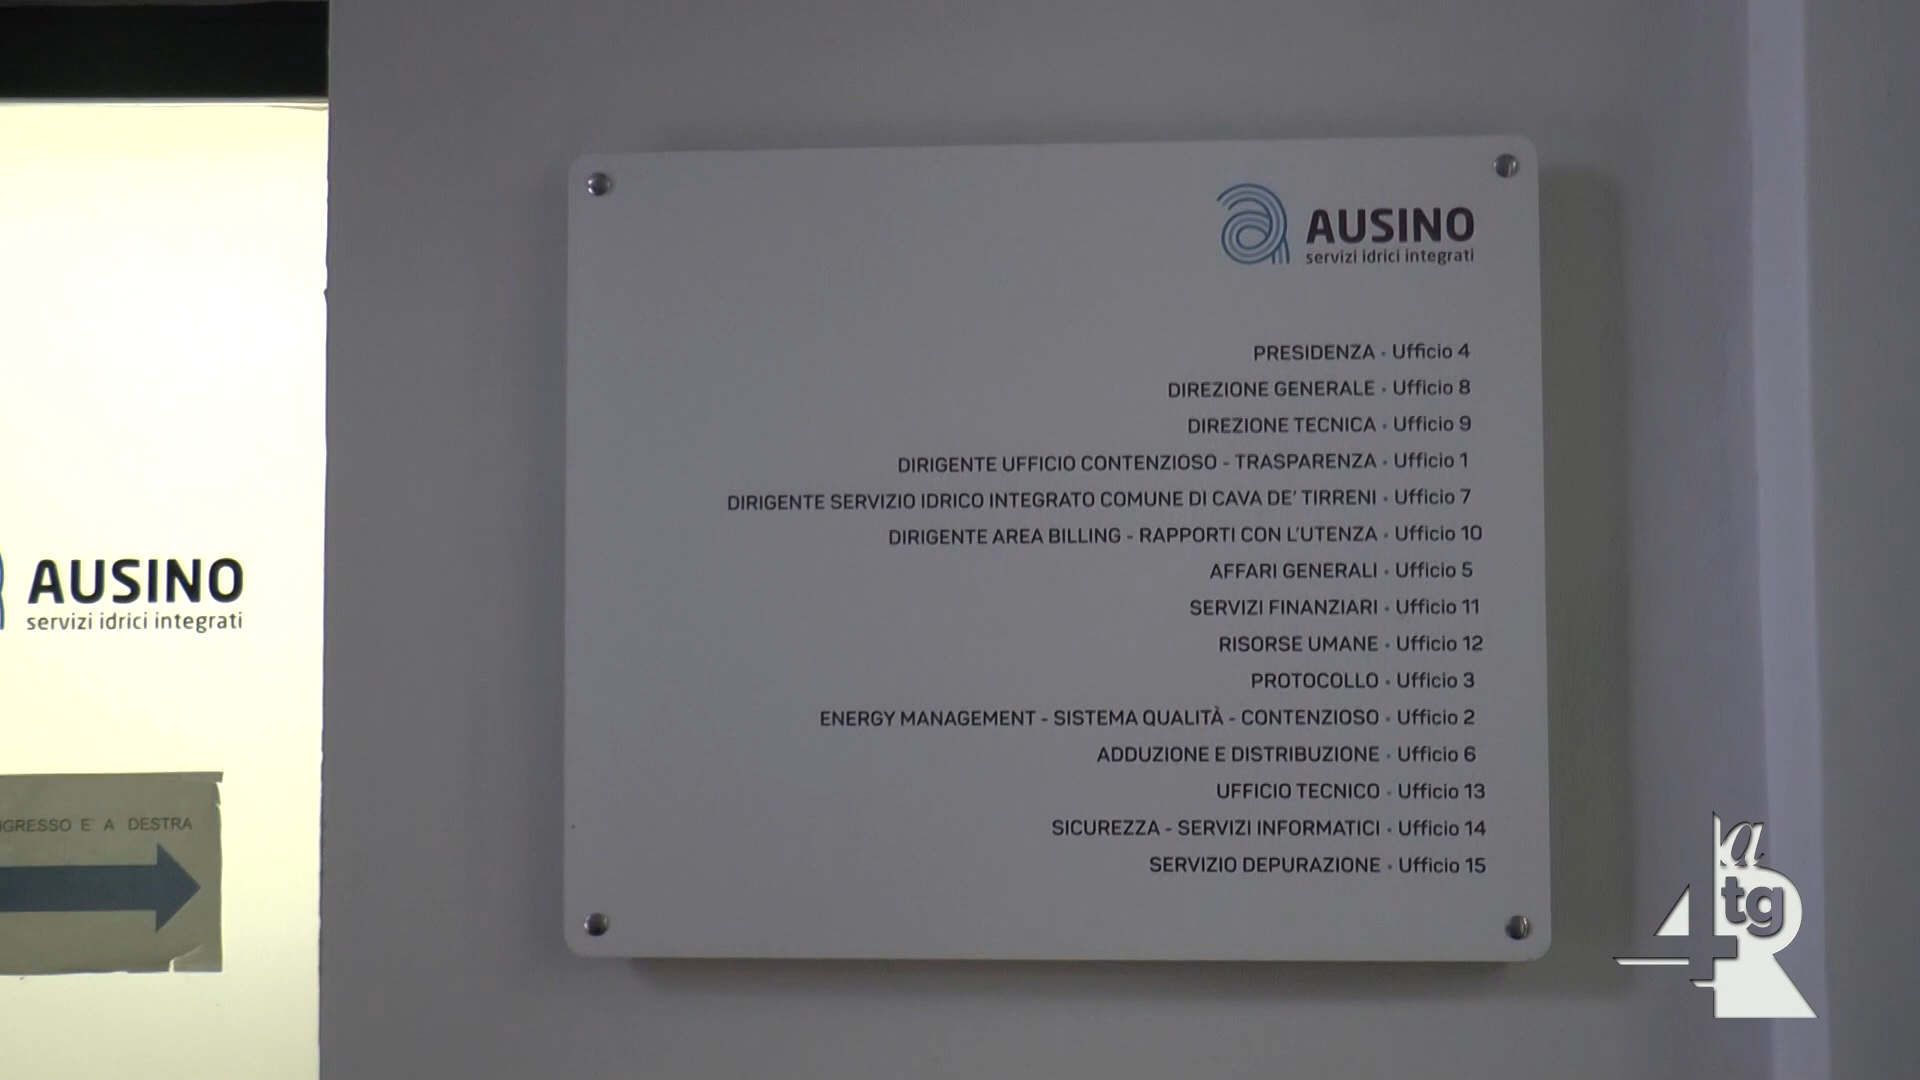 AUSINO
servizi idrici integrati
PRESIDENZA • Ufficio 4
DIREZIONE GENERALE • Ufficio 8
DIREZIONE TECNICA • Ufficio 9
DIRIGENTE UFFICIO CONTENZIOSO - TRASPARENZA • Ufficio 1
DIRIGENTE SERVIZIO IDRICO INTEGRATO COMUNE DI CAVA DE' TIRRENI • Ufficio 7
DIRIGENTE AREA BILLING - RAPPORTI CON L'UTENZA • Ufficio 10
AFFARI GENERALI • Ufficio 5
SERVIZI FINANZIARI • Ufficio 11
RISORSE UMANE • Ufficio 12
PROTOCOLLO • Ufficio 3
ENERGY MANAGEMENT - SISTEMA QUALITÀ - CONTENZIOSO • Ufficio 2
ADDUZIONE E DISTRIBUZIONE • Ufficio 6
UFFICIO TECNICO • Ufficio 13
SICUREZZA - SERVIZI INFORMATICI • Ufficio 14
SERVIZIO DEPURAZIONE • Ufficio 15
AUSINO
servizi idrici integrati
E' A DESTRA
a
tg
4R